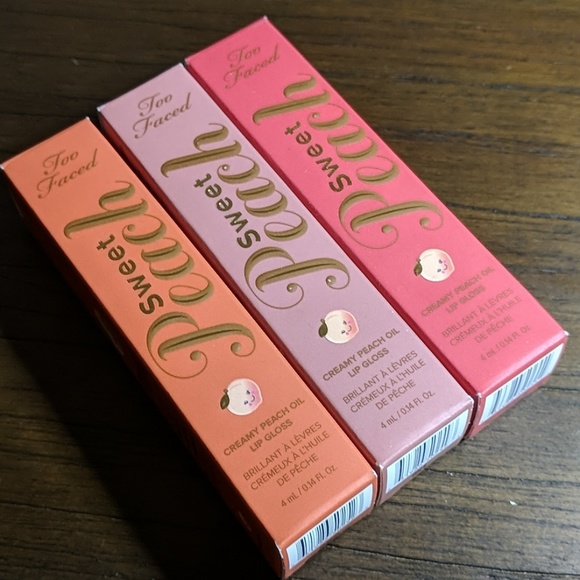 Too
Faced
Sweet
Peach
CREAMY PEACH OIL
LIP GLOSS
BRILLANT À LÈVRES
CRÉMEUX À L'HUILE
DE PÊCHE
4 mL / 0.14 FL. Oz.
Too
Faced
Sweet
Peach
CREAMY PEACH OIL
LIP GLOSS
BRILLANT À LÈVRES
CRÉMEUX À L'HUILE
DE PÊCHE
4 mL / 0.14 FL. Oz.
Too
Faced
Sweet
Peach
CREAMY PEACH OIL
LIP GLOSS
BRILLANT À LÈVRES
CRÉMEUX À L'HUILE
DE PÊCHE
4 mL / 0.14 FL. Oz.